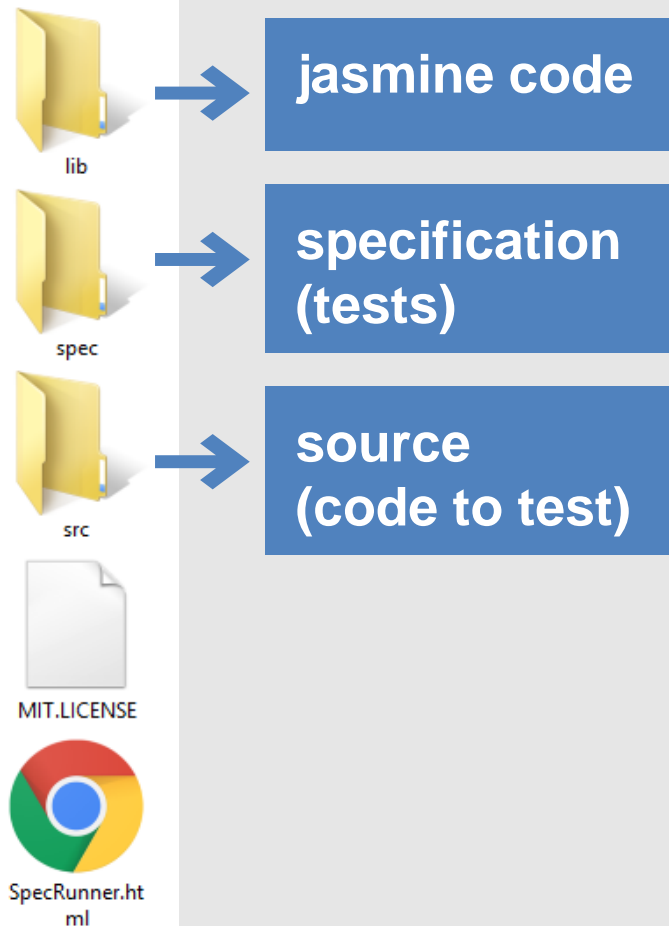 jasmine code
lib
specification
(tests)
spec
source
(code to test)
src
MIT.LICENSE
SpecRunner.ht
ml